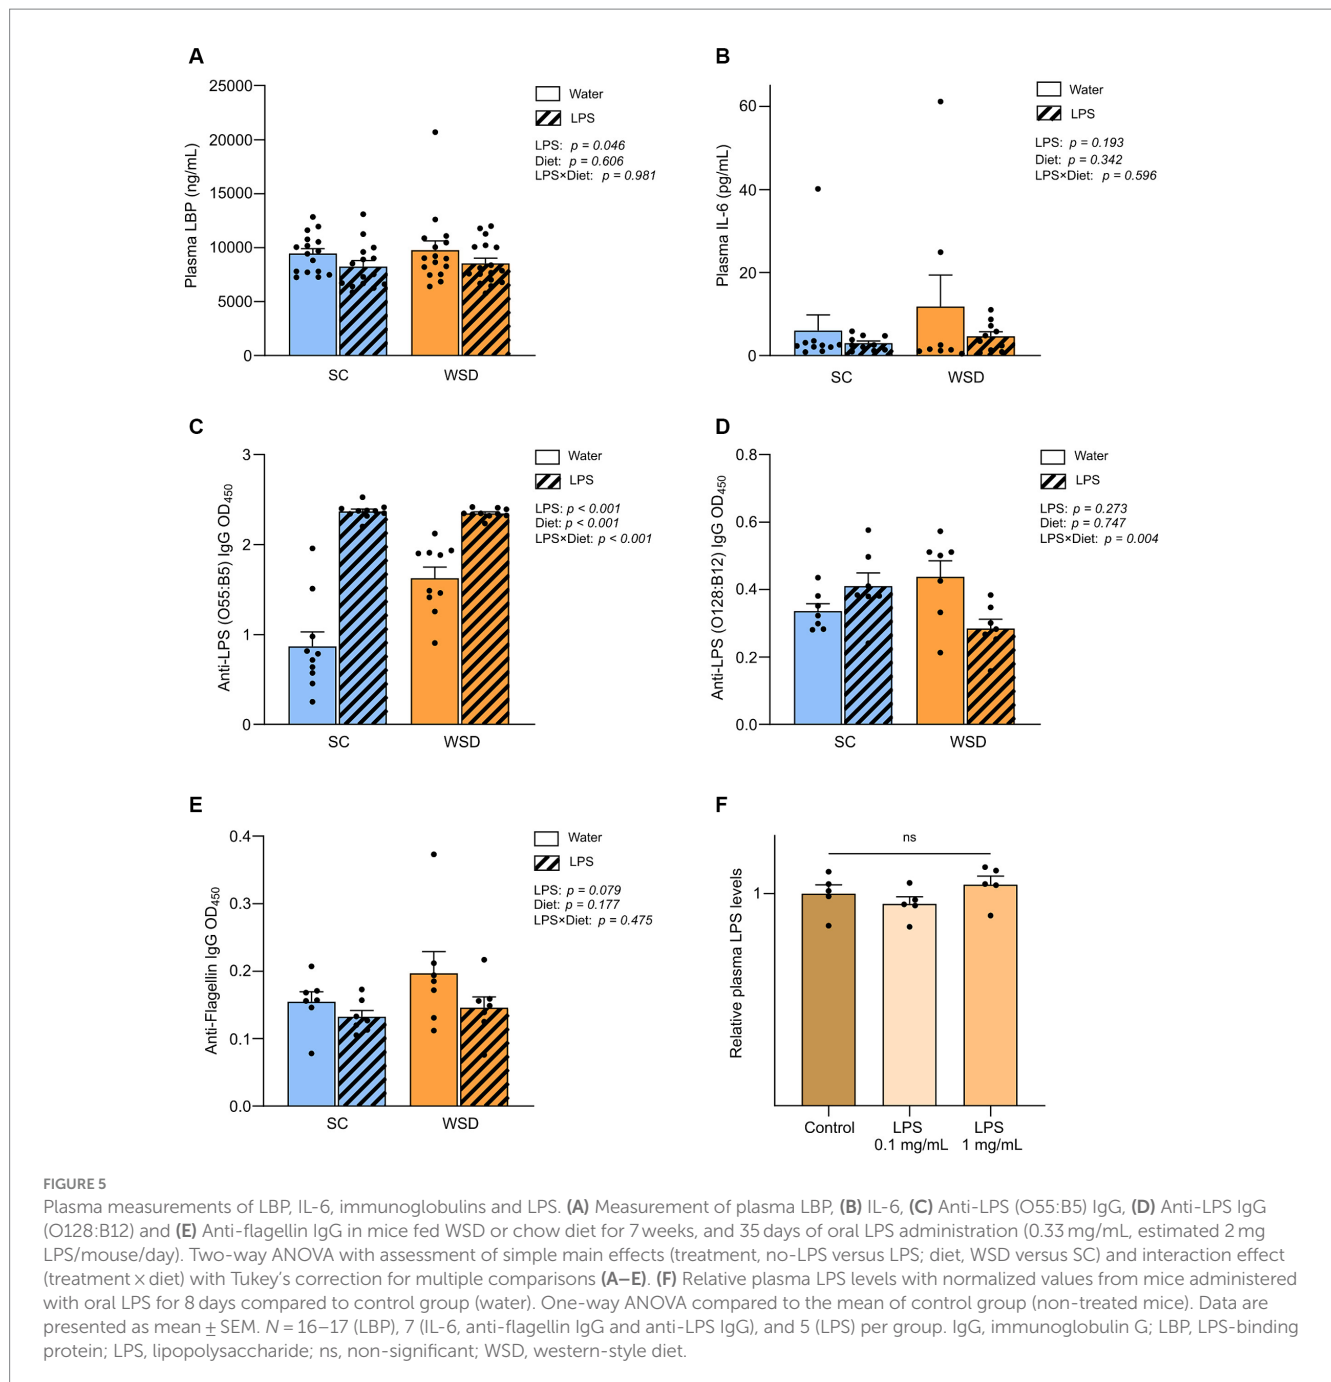 A
25000
20000
15000
10000
5000
0
Plasma LBP (ng/mL)
SC
WSD
Water
LPS
LPS: p = 0.046
Diet: p = 0.606
LPS×Diet: p = 0.981
B
60
40
20
0
Plasma IL-6 (pg/mL)
SC
WSD
Water
LPS
LPS: p = 0.193
Diet: p = 0.342
LPS×Diet: p = 0.596
C
3
2
1
0
Anti-LPS (O55:B5) IgG OD450
SC
WSD
Water
LPS
LPS: p < 0.001
Diet: p < 0.001
LPS×Diet: p < 0.001
D
0.8
0.6
0.4
0.2
0.0
Anti-LPS (O128:B12) IgG OD450
SC
WSD
Water
LPS
LPS: p = 0.273
Diet: p = 0.747
LPS×Diet: p = 0.004
E
0.4
0.3
0.2
0.1
0.0
Anti-Flagellin IgG OD450
SC
WSD
Water
LPS
LPS: p = 0.079
Diet: p = 0.177
LPS×Diet: p = 0.475
F
ns
1
Relative plasma LPS levels
Control
LPS
0.1 mg/mL
LPS
1 mg/mL
FIGURE 5
Plasma measurements of LBP, IL-6, immunoglobulins and LPS. (A) Measurement of plasma LBP, (B) IL-6, (C) Anti-LPS (O55:B5) IgG, (D) Anti-LPS IgG
(O128:B12) and (E) Anti-flagellin IgG in mice fed WSD or chow diet for 7 weeks, and 35 days of oral LPS administration (0.33 mg/mL, estimated 2 mg
LPS/mouse/day). Two-way ANOVA with assessment of simple main effects (treatment, no-LPS versus LPS; diet, WSD versus SC) and interaction effect
(treatment × diet) with Tukey's correction for multiple comparisons (A–E). (F) Relative plasma LPS levels with normalized values from mice administered
with oral LPS for 8 days compared to control group (water). One-way ANOVA compared to the mean of control group (non-treated mice). Data are
presented as mean ± SEM. N = 16–17 (LBP), 7 (IL-6, anti-flagellin IgG and anti-LPS IgG), and 5 (LPS) per group. IgG, immunoglobulin G; LBP, LPS-binding
protein; LPS, lipopolysaccharide; ns, non-significant; WSD, western-style diet.